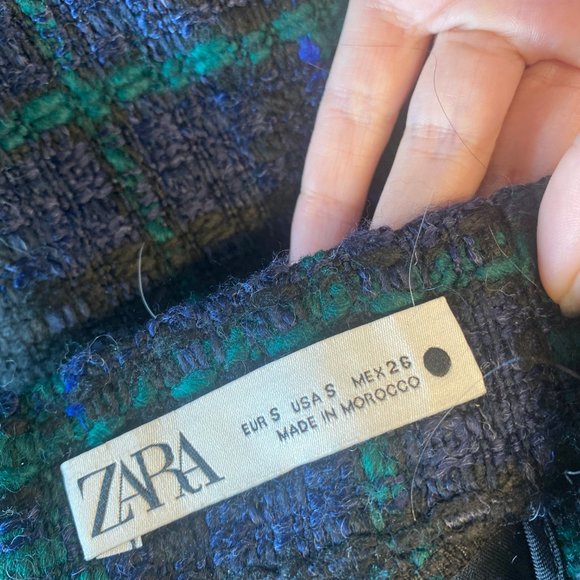 ZARA
EUR S USA S MEX 26
MADE IN MOROCCO